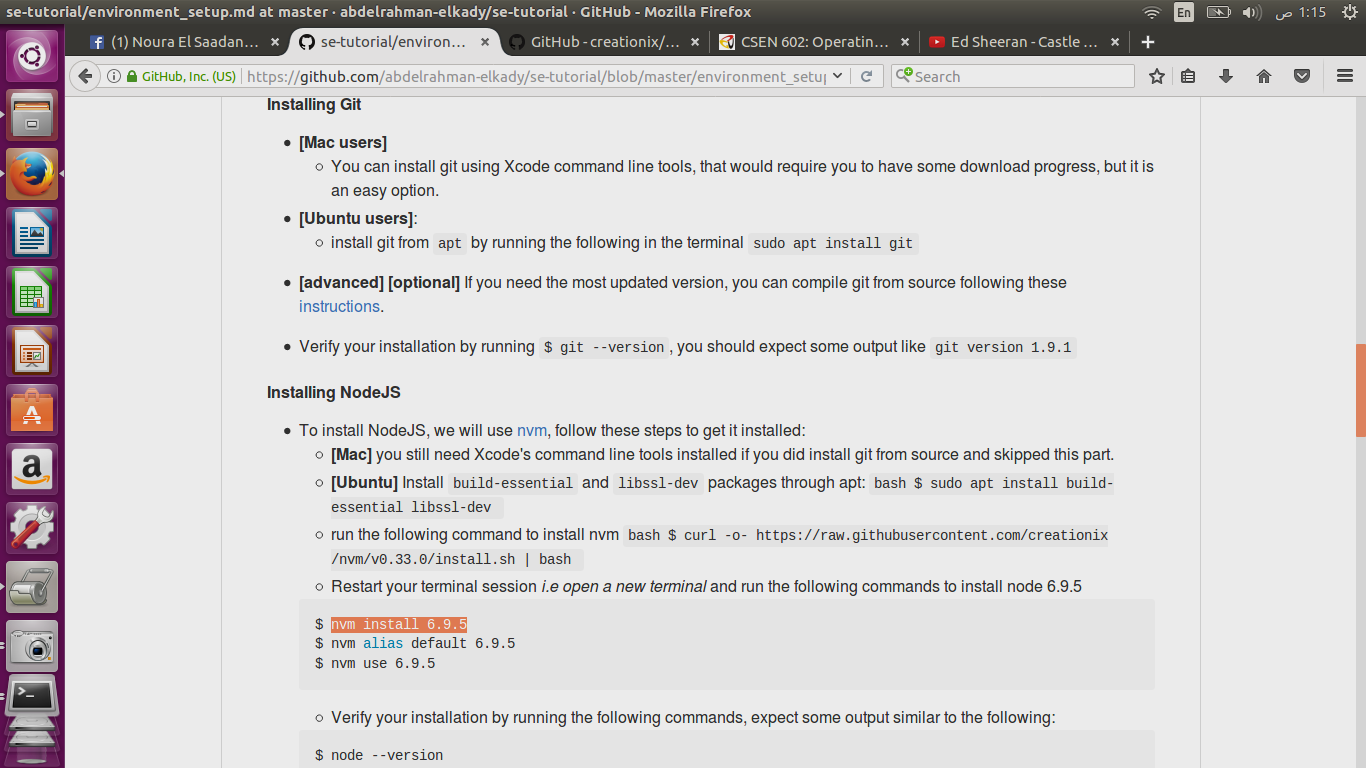 se-tutorial/environment_setup.md at master · abdelrahman-elkady/se-tutorial · GitHub - Mozilla Firefox
En
1:15 ص
(1) Noura El Saadan...
se-tutorial/environ...
GitHub - creationix/...
CSEN 602: Operatin...
Ed Sheeran - Castle ...
GitHub, Inc. (US)
https://github.com/abdelrahman-elkady/se-tutorial/blob/master/environment_setup
Search
Installing Git
• [Mac users]
○ You can install git using Xcode command line tools, that would require you to have some download progress, but it is
an easy option.
• [Ubuntu users]:
○ install git from apt by running the following in the terminal sudo apt install git
• [advanced] [optional] If you need the most updated version, you can compile git from source following these
instructions.
• Verify your installation by running $ git --version, you should expect some output like git version 1.9.1
Installing NodeJS
• To install NodeJS, we will use nvm, follow these steps to get it installed:
○ [Mac] you still need Xcode's command line tools installed if you did install git from source and skipped this part.
○ [Ubuntu] Install build-essential and libssl-dev packages through apt: bash $ sudo apt install build-
essential libssl-dev
○ run the following command to install nvm bash $ curl -o- https://raw.githubusercontent.com/creationix
/nvm/v0.33.0/install.sh | bash
○ Restart your terminal session i.e open a new terminal and run the following commands to install node 6.9.5
$ nvm install 6.9.5
$ nvm alias default 6.9.5
$ nvm use 6.9.5
○ Verify your installation by running the following commands, expect some output similar to the following:
$ node --version